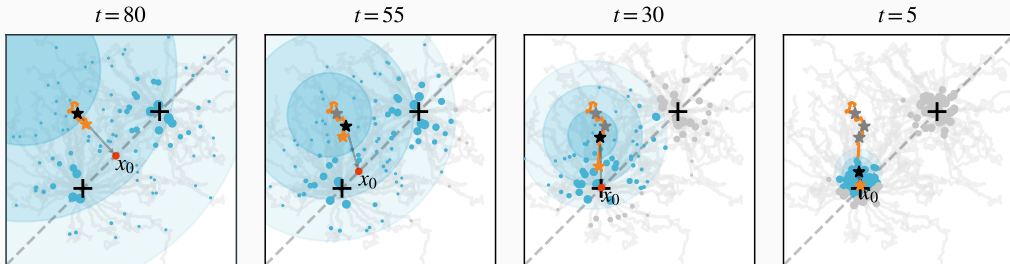 t = 80
t = 55
t = 30
t = 5
x₀
x₀
x₀
x₀